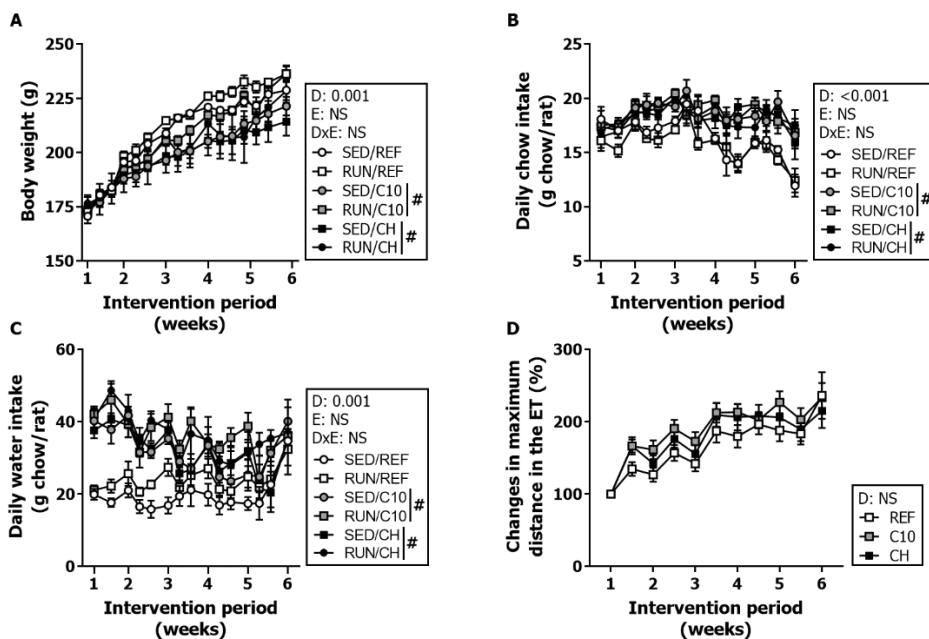 A
Body weight (g)
250
225
200
175
150
1 2 3 4 5 6
Intervention period
(weeks)
D: 0.001
E: NS
DxE: NS
SED/REF
RUN/REF
SED/C10
RUN/C10
#
SED/CH
RUN/CH
#
B
Daily chow intake
(g chow/rat)
25
20
15
10
5
1 2 3 4 5 6
Intervention period
(weeks)
D: <0.001
E: NS
DxE: NS
SED/REF
RUN/REF
SED/C10
RUN/C10
#
SED/CH
RUN/CH
#
C
Daily water intake
(g chow/rat)
60
40
20
0
1 2 3 4 5 6
Intervention period
(weeks)
D: 0.001
E: NS
DxE: NS
SED/REF
RUN/REF
SED/C10
RUN/C10
#
SED/CH
RUN/CH
#
D
Changes in maximum
distance in the ET (%)
300
200
100
0
1 2 3 4 5 6
Intervention period
(weeks)
D: NS
REF
C10
CH